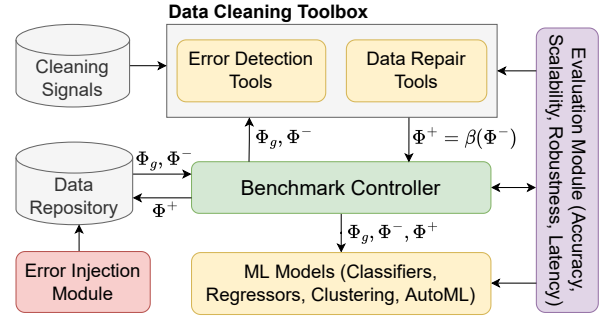 Data Cleaning Toolbox
Cleaning
Signals
Error Detection
Tools
Data Repair
Tools
Φg, Φ−
Φ+ = β(Φ−)
Φg, Φ−
Data
Repository
Φ+
Benchmark Controller
Φg, Φ−, Φ+
Error Injection
Module
ML Models (Classifiers,
Regressors, Clustering, AutoML)
Evaluation Module (Accuracy,
Scalability, Robustness, Latency)